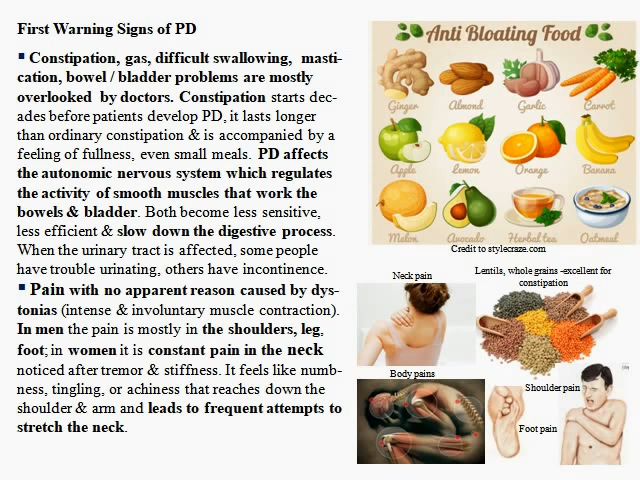 First Warning Signs of PD
▪ Constipation, gas, difficult swallowing, masti-
cation, bowel / bladder problems are mostly
overlooked by doctors. Constipation starts dec-
ades before patients develop PD, it lasts longer
than ordinary constipation & is accompanied by a
feeling of fullness, even small meals. PD affects
the autonomic nervous system which regulates
the activity of smooth muscles that work the
bowels & bladder. Both become less sensitive,
less efficient & slow down the digestive process.
When the urinary tract is affected, some people
have trouble urinating, others have incontinence.
▪ Pain with no apparent reason caused by dys-
tonias (intense & involuntary muscle contraction).
In men the pain is mostly in the shoulders, leg,
foot; in women it is constant pain in the neck
noticed after tremor & stiffness. It feels like numb-
ness, tingling, or achiness that reaches down the
shoulder & arm and leads to frequent attempts to
stretch the neck.
Anti Bloating Food
Ginger Almond Garlic Carrot
Apple Lemon Orange Banana
Melon Avocado Herbal tea Oatmeal
Credit to stylecraze.com
Neck pain
Lentils, whole grains -excellent for
constipation
Body pains
Shoulder pain
Foot pain